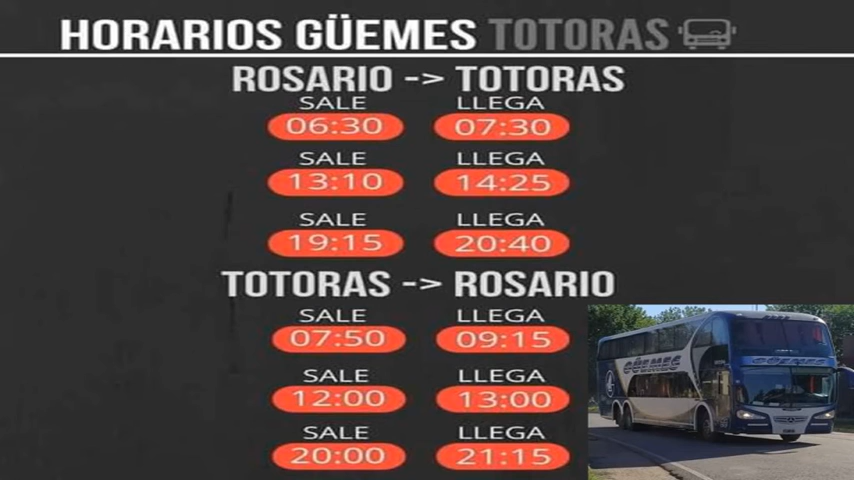 HORARIOS GÜEMES TOTORAS
ROSARIO -> TOTORAS
SALE LLEGA
06:30 07:30
SALE LLEGA
13:10 14:25
SALE LLEGA
19:15 20:40
TOTORAS -> ROSARIO
SALE LLEGA
07:50 09:15
SALE LLEGA
12:00 13:00
SALE LLEGA
20:00 21:15
GÜEMES
GÜEMES